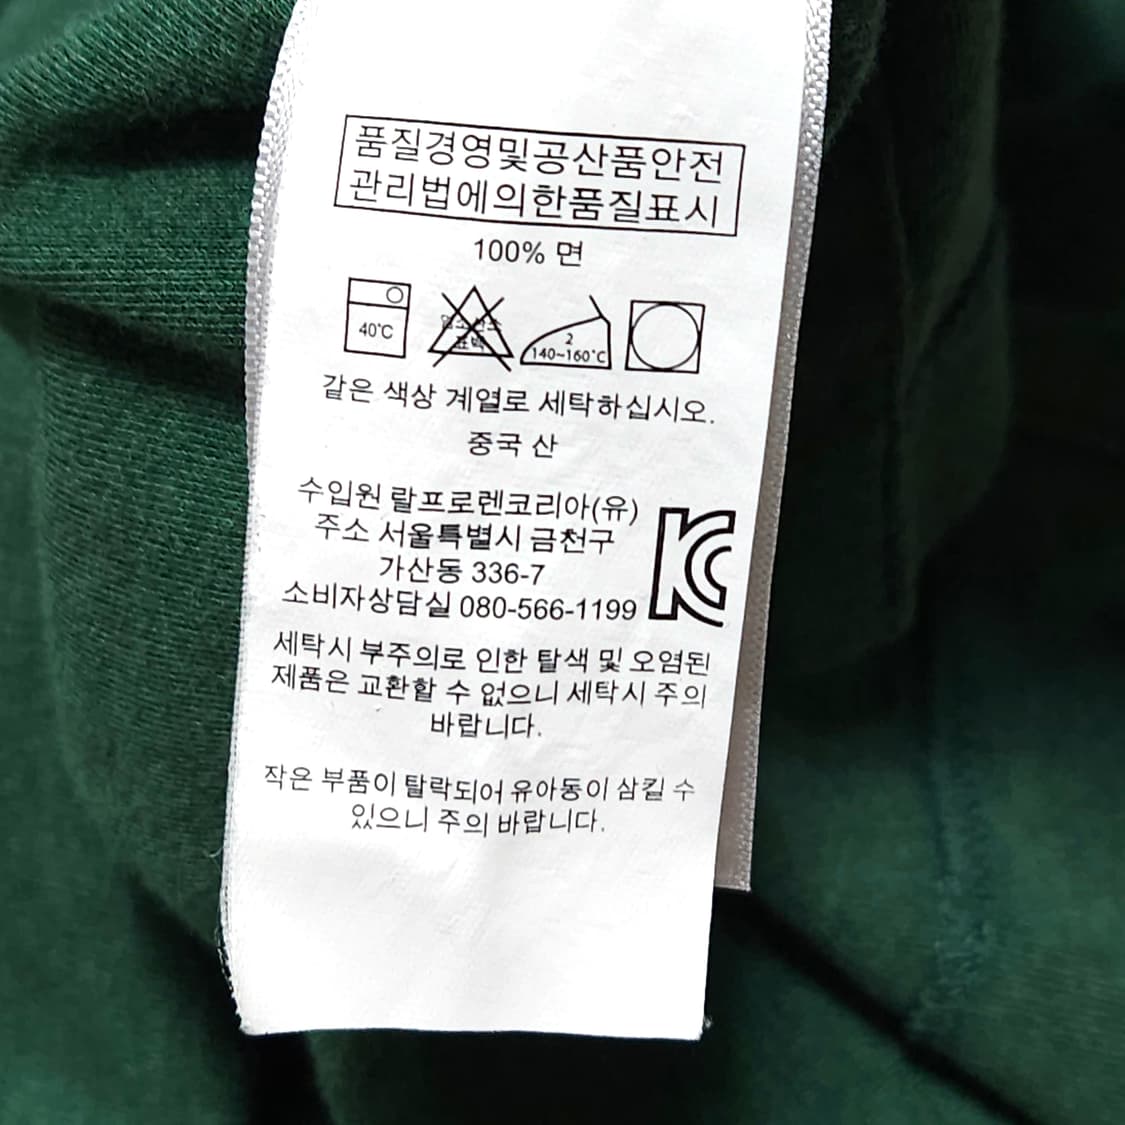 품질경영및공산품안전
관리법에의한품질표시
100% 면
40℃
염소산소
표백
2
140~160℃
같은 색상 계열로 세탁하십시오.
중국 산
수입원 랄프로렌코리아(유)
주소 서울특별시 금천구
가산동 336-7
소비자상담실 080-566-1199
세탁시 부주의로 인한 탈색 및 오염된
제품은 교환할 수 없으니 세탁시 주의
바랍니다.
작은 부품이 탈락되어 유아동이 삼킬 수
있으니 주의 바랍니다.